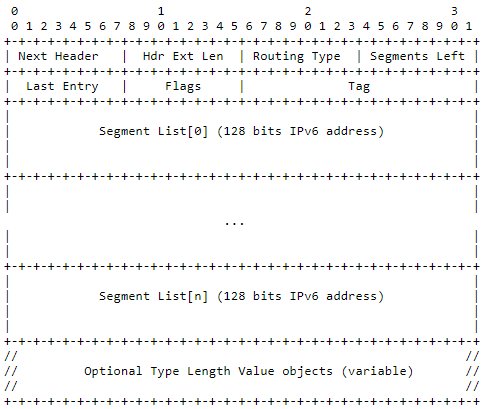 0                   1                   2                   3
0 1 2 3 4 5 6 7 8 9 0 1 2 3 4 5 6 7 8 9 0 1 2 3 4 5 6 7 8 9 0 1
+-+-+-+-+-+-+-+-+-+-+-+-+-+-+-+-+-+-+-+-+-+-+-+-+-+-+-+-+-+-+-+-+
| Next Header   |  Hdr Ext Len  | Routing Type  | Segments Left |
+-+-+-+-+-+-+-+-+-+-+-+-+-+-+-+-+-+-+-+-+-+-+-+-+-+-+-+-+-+-+-+-+
|  Last Entry   |     Flags     |              Tag              |
+-+-+-+-+-+-+-+-+-+-+-+-+-+-+-+-+-+-+-+-+-+-+-+-+-+-+-+-+-+-+-+-+
|                                                               |
|            Segment List[0] (128 bits IPv6 address)            |
|                                                               |
|                                                               |
+-+-+-+-+-+-+-+-+-+-+-+-+-+-+-+-+-+-+-+-+-+-+-+-+-+-+-+-+-+-+-+-+
|                                                               |
|                                                               |
                              ...
|                                                               |
|                                                               |
+-+-+-+-+-+-+-+-+-+-+-+-+-+-+-+-+-+-+-+-+-+-+-+-+-+-+-+-+-+-+-+-+
|                                                               |
|            Segment List[n] (128 bits IPv6 address)            |
|                                                               |
|                                                               |
+-+-+-+-+-+-+-+-+-+-+-+-+-+-+-+-+-+-+-+-+-+-+-+-+-+-+-+-+-+-+-+-+
//                                                             //
//         Optional Type Length Value objects (variable)       //
//                                                             //
+-+-+-+-+-+-+-+-+-+-+-+-+-+-+-+-+-+-+-+-+-+-+-+-+-+-+-+-+-+-+-+-+